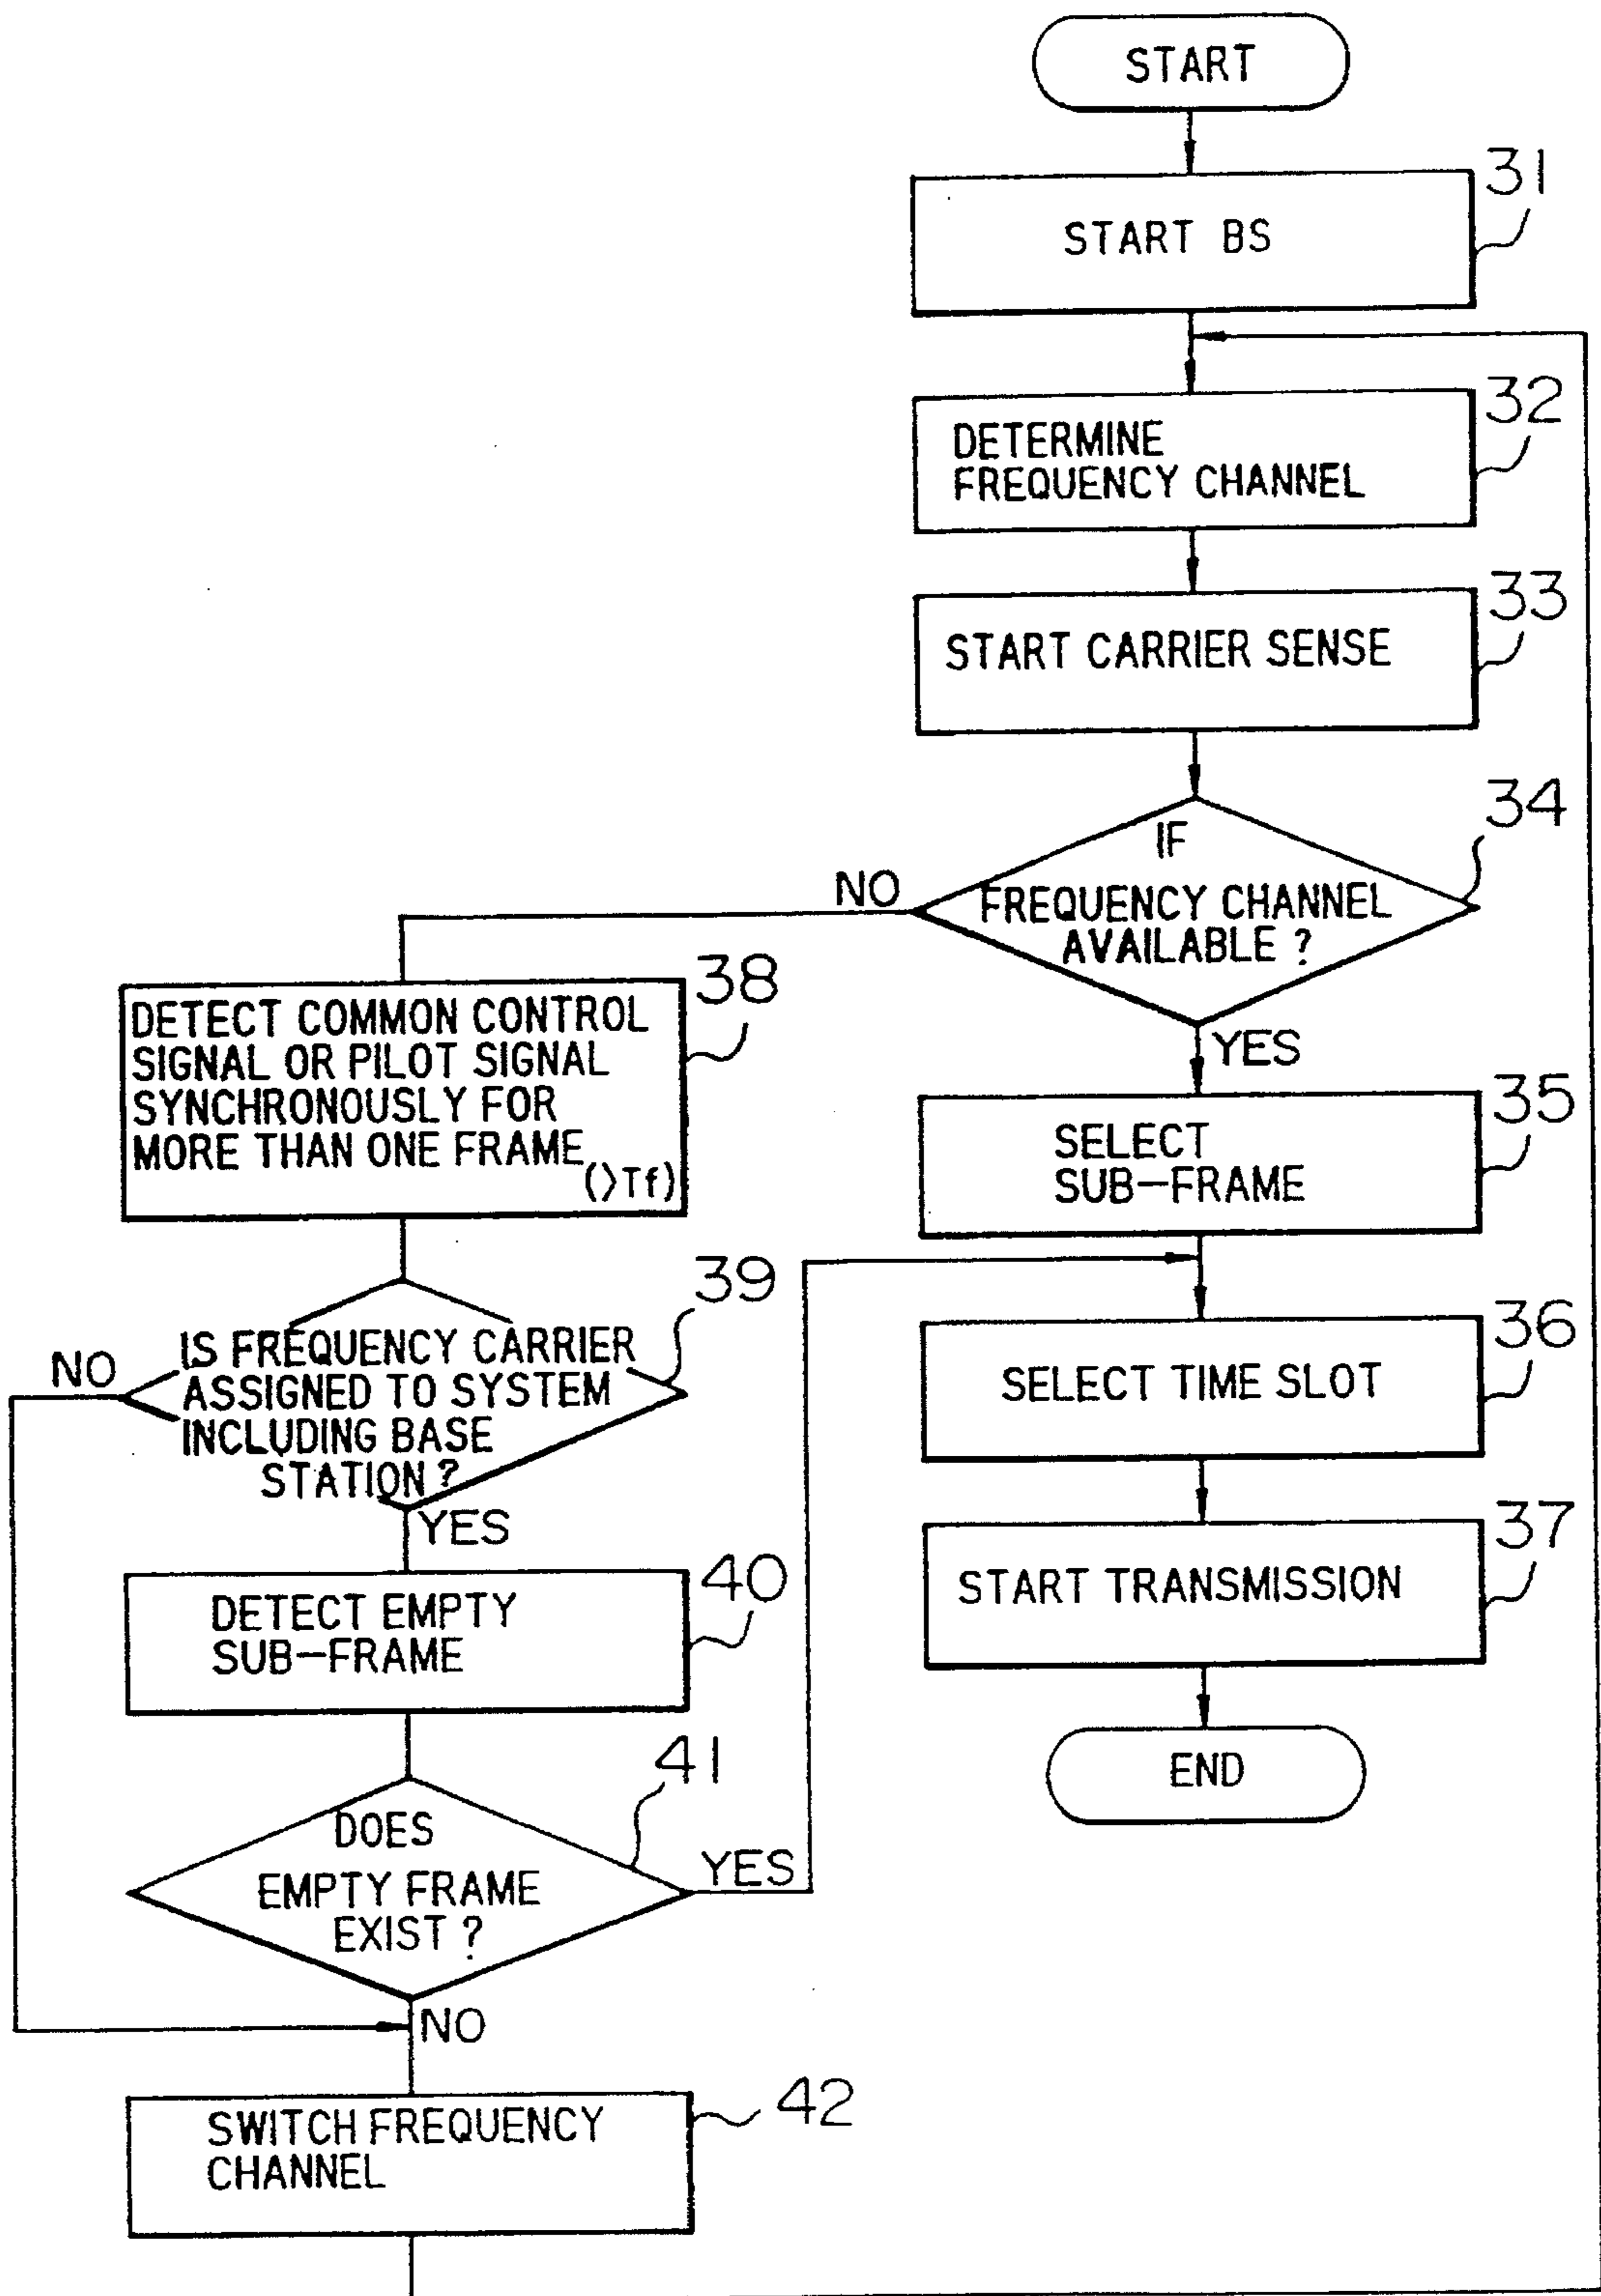 START
31
START BS
32
DETERMINE
FREQUENCY CHANNEL
33
START CARRIER SENSE
34
IF
FREQUENCY CHANNEL
AVAILABLE ?
NO
YES
38
DETECT COMMON CONTROL
SIGNAL OR PILOT SIGNAL
SYNCHRONOUSLY FOR
MORE THAN ONE FRAME
(>Tf)
35
SELECT
SUB-FRAME
39
IS FREQUENCY CARRIER
ASSIGNED TO SYSTEM
INCLUDING BASE
STATION ?
NO
YES
36
SELECT TIME SLOT
37
START TRANSMISSION
40
DETECT EMPTY
SUB-FRAME
END
41
DOES
EMPTY FRAME
EXIST ?
YES
NO
42
SWITCH FREQUENCY
CHANNEL